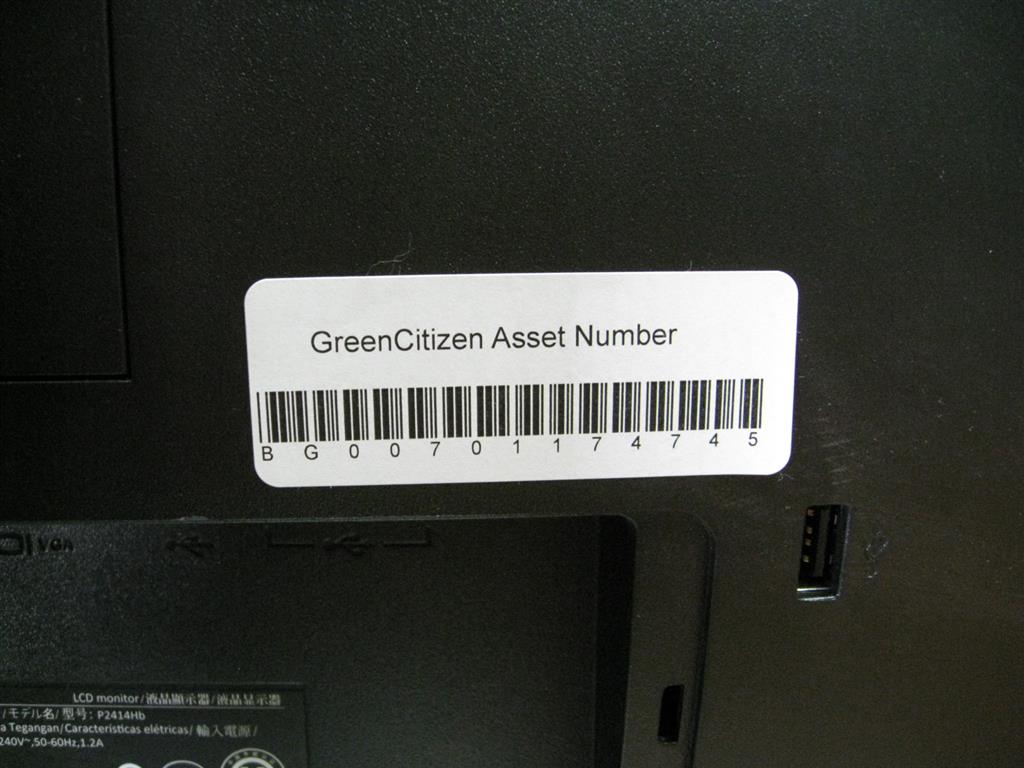 GreenCitizen Asset Number
B G 0 0 7 0 1 1 7 4 7 4 5
VGA
LCD monitor/液晶顯示器/液晶显示器
/モデル名/型号: P2414Hb
a Tegangan/Características elétricas/輸入電源/
240V~,50-60Hz,1.2A